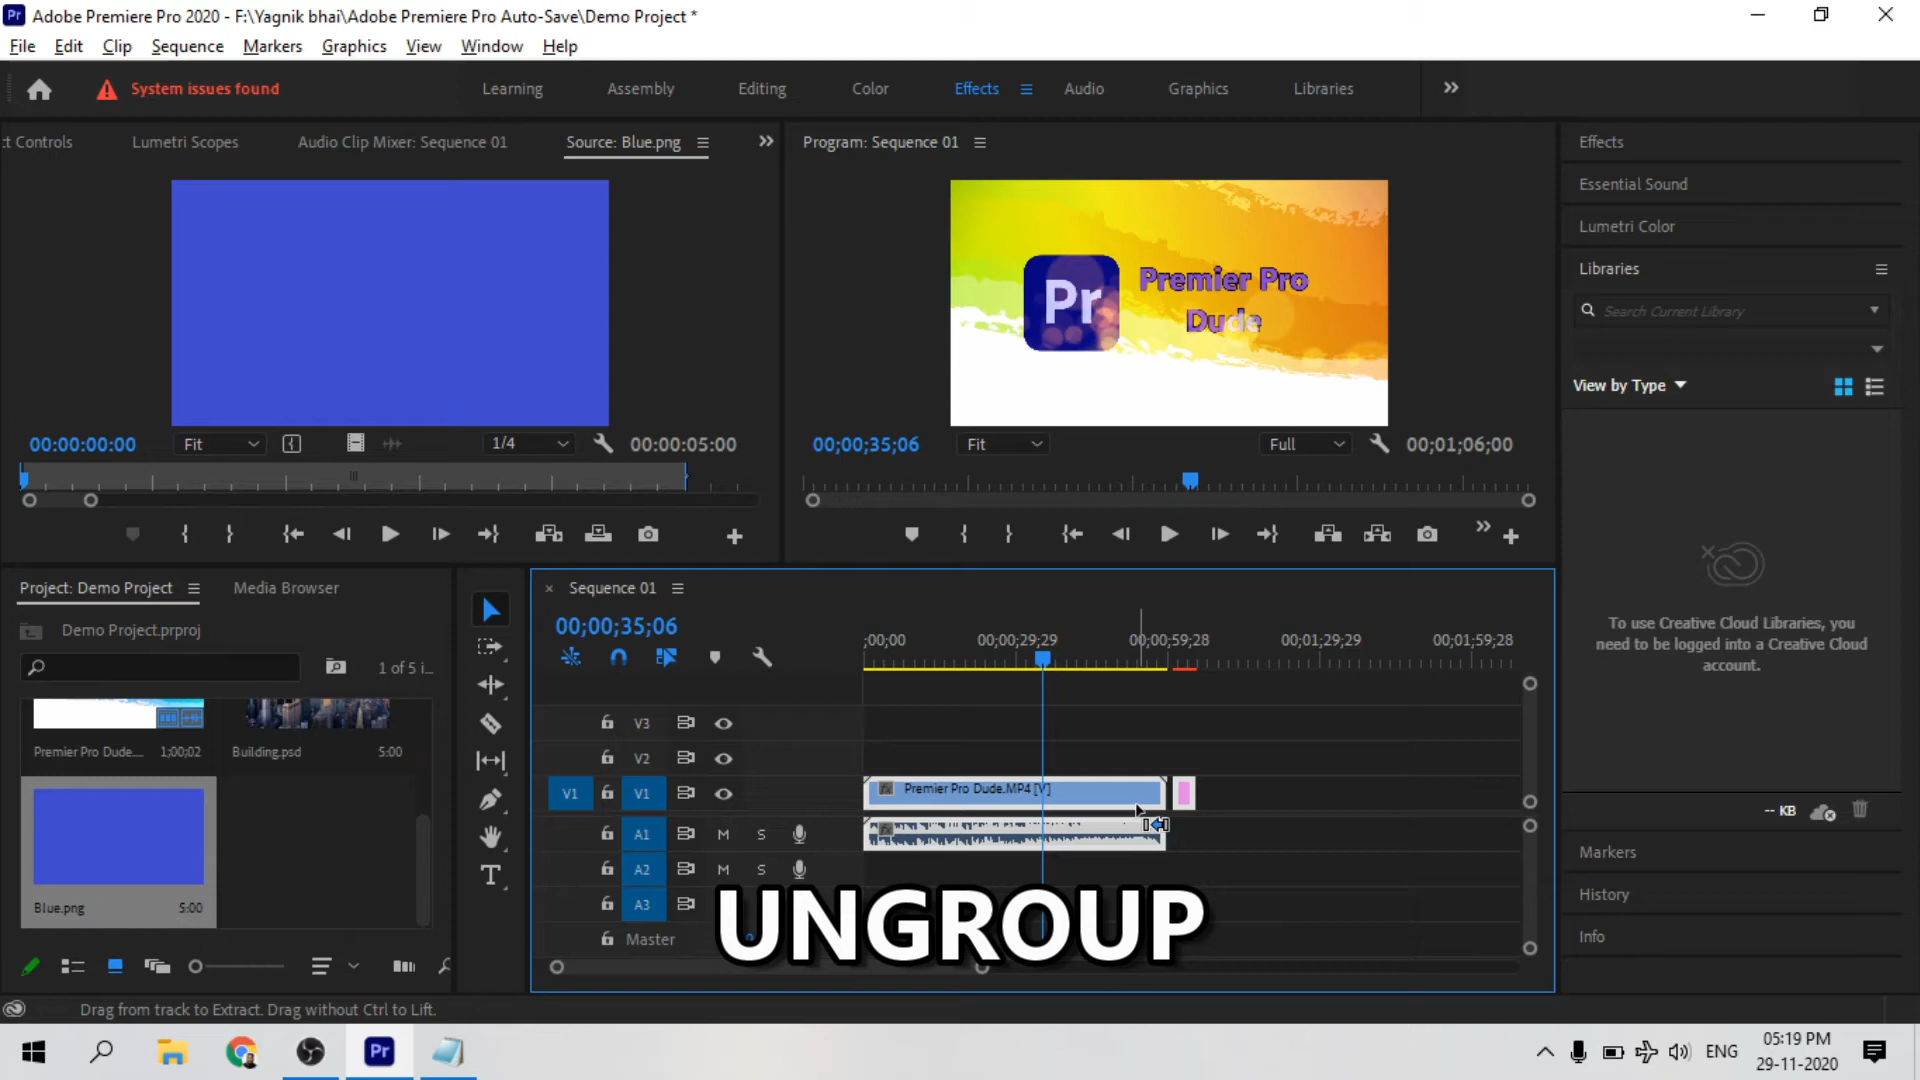 Adobe Premiere Pro 2020 - F:\Yagnik bhai\Adobe Premiere Pro Auto-Save\Demo Project *
File Edit Clip Sequence Markers Graphics View Window Help
System issues found Learning Assembly Editing Color Effects Audio Graphics Libraries
ct Controls Lumetri Scopes Audio Clip Mixer: Sequence 01 Source: Blue.png
Program: Sequence 01
Pr
Premier Pro
Dude
00:00:00:00 Fit 1/4 00:00:05:00
00;00;35;06 Fit Full 00;01;06;00
Effects
Essential Sound
Lumetri Color
Libraries
Search Current Library
View by Type
To use Creative Cloud Libraries, you
need to be logged into a Creative Cloud
account.
-- KB
Markers
History
Info
Project: Demo Project Media Browser
Demo Project.prproj
1 of 5 i...
Premier Pro Dude.... 1;00;02 Building.psd 5:00
Blue.png 5:00
Sequence 01
00;00;35;06
;00;00 00;00;29;29 00;00;59;28 00;01;29;29 00;01;59;28
V3
V2
V1 V1 Premier Pro Dude.MP4 [V]
A1 M S
A2 M S
A3
Master
UNGROUP
Drag from track to Extract. Drag without Ctrl to Lift.
Pr ENG 05:19 PM
29-11-2020